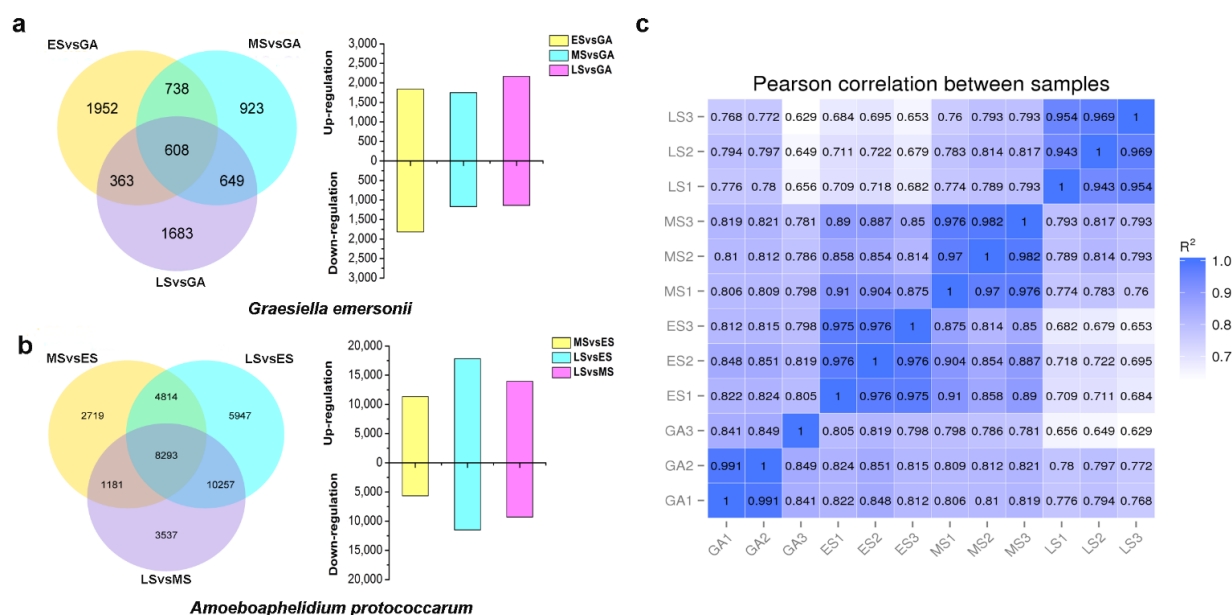 a
ESvsGA
MSvsGA
1952
738
923
608
363
649
1683
LSvsGA
3,000
2,500
2,000
1,500
1,000
500
0
500
1,000
1,500
2,000
2,500
3,000
Up-regulation
Down-regulation
ESvsGA
MSvsGA
LSvsGA
Graesiella emersonii
b
MSvsES
LSvsES
4814
2719
5947
8293
1181
10257
3537
LSvsMS
20,000
15,000
10,000
5,000
0
5,000
10,000
15,000
20,000
Up-regulation
Down-regulation
MSvsES
LSvsES
LSvsMS
Amoeboaphelidium protococcarum
c
Pearson correlation between samples
LS3 0.768 0.772 0.629 0.684 0.695 0.653 0.76 0.793 0.793 0.954 0.969 1
LS2 0.794 0.797 0.649 0.711 0.722 0.679 0.783 0.814 0.817 0.943 1 0.969
LS1 0.776 0.78 0.656 0.709 0.718 0.682 0.774 0.789 0.793 1 0.943 0.954
MS3 0.819 0.821 0.781 0.89 0.887 0.85 0.976 0.982 1 0.793 0.817 0.793
MS2 0.81 0.812 0.786 0.858 0.854 0.814 0.97 1 0.982 0.789 0.814 0.793
MS1 0.806 0.809 0.798 0.91 0.904 0.875 1 0.97 0.976 0.774 0.783 0.76
ES3 0.812 0.815 0.798 0.975 0.976 1 0.875 0.814 0.85 0.682 0.679 0.653
ES2 0.848 0.851 0.819 0.976 1 0.976 0.904 0.854 0.887 0.718 0.722 0.695
ES1 0.822 0.824 0.805 1 0.976 0.975 0.91 0.858 0.89 0.709 0.711 0.684
GA3 0.841 0.849 1 0.805 0.819 0.798 0.798 0.786 0.781 0.656 0.649 0.629
GA2 0.991 1 0.849 0.824 0.851 0.815 0.809 0.812 0.821 0.78 0.797 0.772
GA1 1 0.991 0.841 0.822 0.848 0.812 0.806 0.81 0.819 0.776 0.794 0.768
GA1 GA2 GA3 ES1 ES2 ES3 MS1 MS2 MS3 LS1 LS2 LS3
R²
1.0
0.9
0.8
0.7